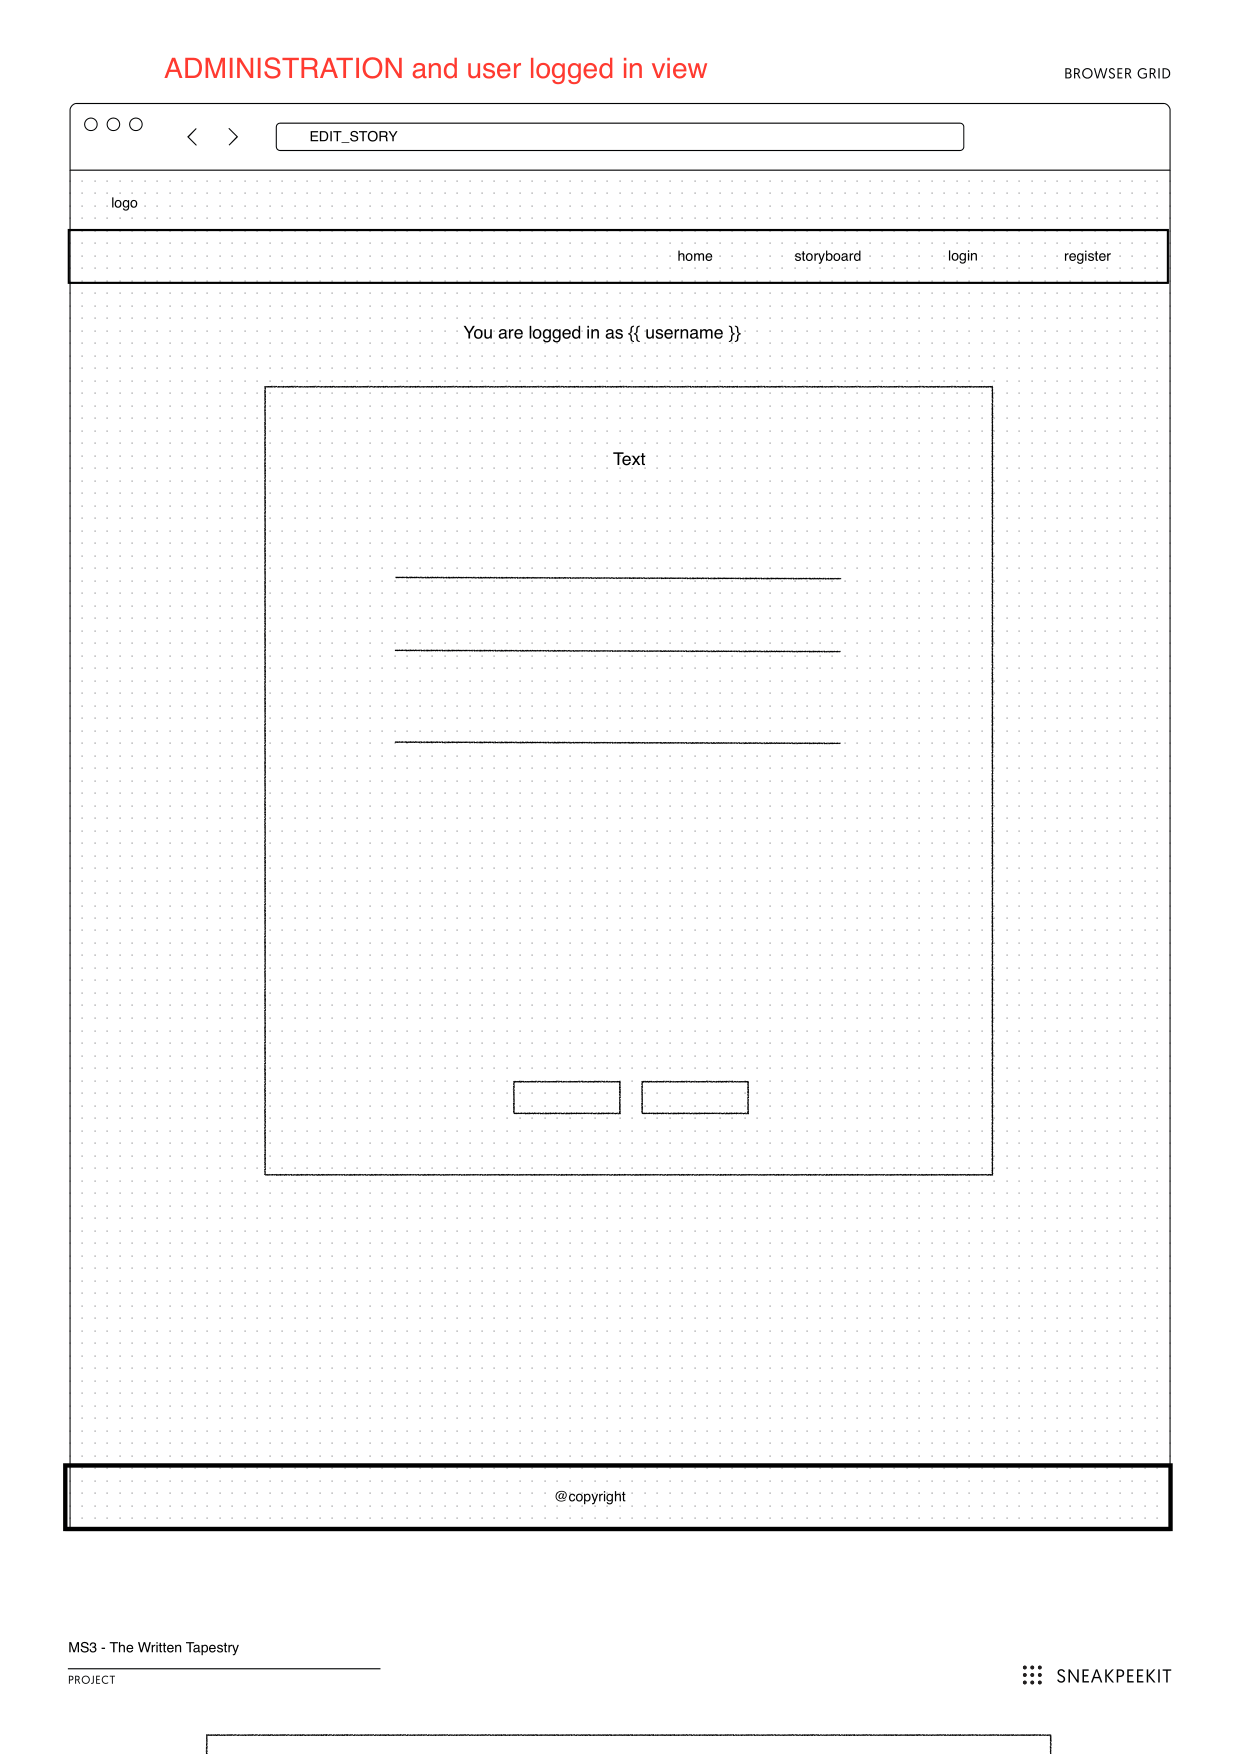 ADMINISTRATION and user logged in view
BROWSER GRID
EDIT_STORY
logo
home storyboard login register
You are logged in as {{ username }}
Text
@copyright
MS3 - The Written Tapestry
PROJECT
SNEAKPEEKIT